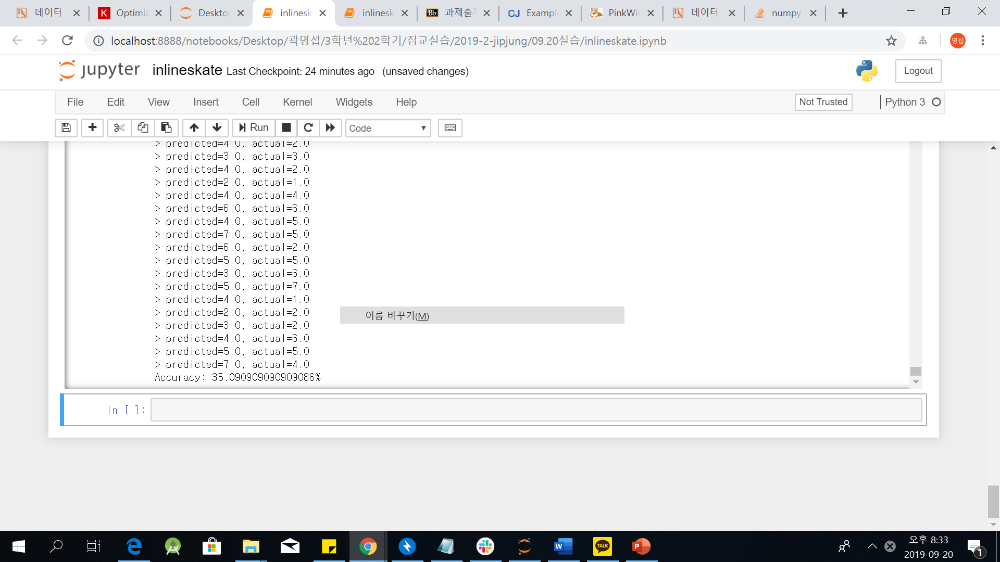 데이터
Optimiz
Desktop
inlinesk
inlinesk
Bb 과제출제
CJ Example
PinkWin
데이터
numpy
localhost:8888/notebooks/Desktop/곽명섭/3학년%202학기/집교실습/2019-2-jipjung/09.20실습/inlineskate.ipynb
명섭
jupyter inlineskate Last Checkpoint: 24 minutes ago (unsaved changes)
Logout
File Edit View Insert Cell Kernel Widgets Help
Not Trusted
Python 3
Run
Code
> predicted=4.0, actual=2.0
> predicted=3.0, actual=3.0
> predicted=4.0, actual=2.0
> predicted=2.0, actual=1.0
> predicted=4.0, actual=4.0
> predicted=6.0, actual=6.0
> predicted=4.0, actual=5.0
> predicted=7.0, actual=5.0
> predicted=6.0, actual=2.0
> predicted=5.0, actual=5.0
> predicted=3.0, actual=6.0
> predicted=5.0, actual=7.0
> predicted=4.0, actual=1.0
> predicted=2.0, actual=2.0
> predicted=3.0, actual=2.0
> predicted=4.0, actual=6.0
> predicted=5.0, actual=5.0
> predicted=7.0, actual=4.0
Accuracy: 35.090909090909086%
이름 바꾸기(M)
In [ ]:
TALK
오후 8:33
2019-09-20
1